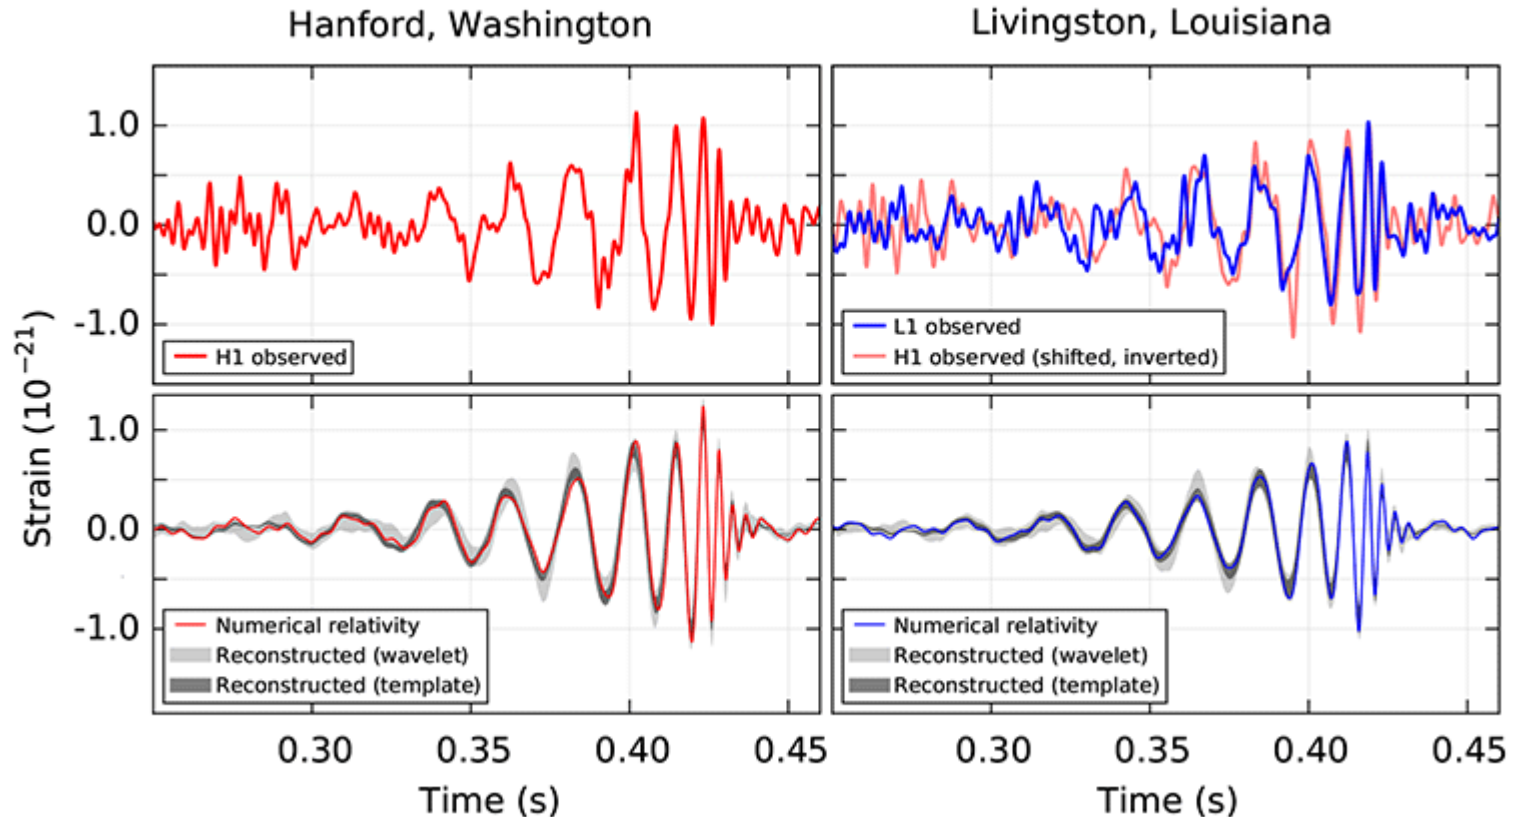 Hanford, Washington
Livingston, Louisiana
Strain (10⁻²¹)
1.0
0.0
-1.0
H1 observed
L1 observed
H1 observed (shifted, inverted)
1.0
0.0
-1.0
Numerical relativity
Reconstructed (wavelet)
Reconstructed (template)
Numerical relativity
Reconstructed (wavelet)
Reconstructed (template)
0.30 0.35 0.40 0.45
0.30 0.35 0.40 0.45
Time (s)
Time (s)